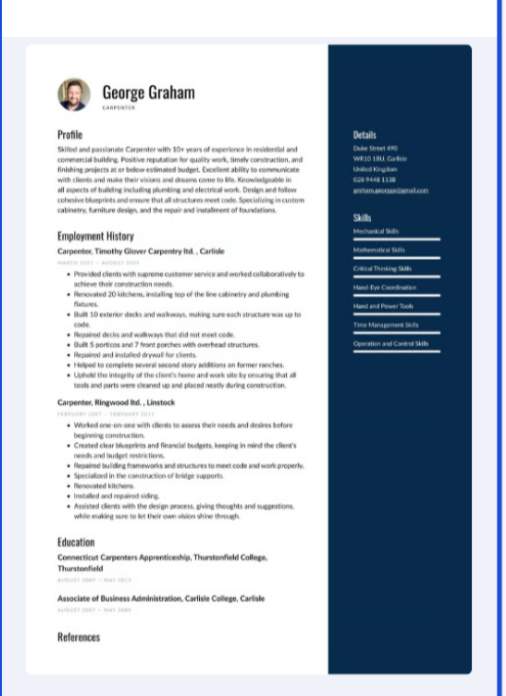 George Graham
CARPENTER
Profile
Skilled and passionate Carpenter with 10+ years of experience in residential and
commercial building. Positive reputation for quality work, timely construction, and
finishing projects at or below estimated budget. Excellent ability to communicate
with clients and make their visions and dreams come to life. Knowledgeable in
all aspects of building including plumbing and electrical work. Design and follow
cohesive blueprints and ensure that all structures meet code. Specializing in custom
cabinetry, furniture design, and the repair and installment of foundations.
Employment History
Carpenter, Timothy Glover Carpentry ltd. , Carlisle
MARCH 2011 – AUGUST
• Provided clients with supreme customer service and worked collaboratively to
achieve their construction needs.
• Renovated 20 kitchens, installing top of the line cabinetry and plumbing
fixtures.
• Built 10 exterior decks and walkways, making sure each structure was up to
code.
• Repaired decks and walkways that did not meet code.
• Built 5 porticos and 7 front porches with overhead structures.
• Repaired and installed drywall for clients.
• Helped to complete several second story additions on former ranches.
• Uphold the integrity of the client's home and work site by ensuring that all
tools and parts were cleaned up and placed neatly during construction.
Carpenter, Ringwood ltd. , Linstock
FEBRUARY 2007 – FEBRUARY 2011
• Worked one-on-one with clients to assess their needs and desires before
beginning construction.
• Created clear blueprints and financial budgets, keeping in mind the client's
needs and budget restrictions.
• Repaired building frameworks and structures to meet code and work properly.
• Specialized in the construction of bridge supports.
• Renovated kitchens.
• Installed and repaired siding.
• Assisted clients with the design process, giving thoughts and suggestions,
while making sure to let their own vision shine through.
Education
Connecticut Carpenters Apprenticeship, Thurstonfield College,
Thurstonfield
AUGUST 2009 – MAY
Associate of Business Administration, Carlisle College, Carlisle
AUGUST 2007 – MAY 2009
References
Details
Duke Street 490
Carlisle
United Kingdom
028 9448 1138
Skills
Mechanical Skills
Mathematical Skills
Critical Thinking Skills
Hand-Eye Coordination
Hand and Power Tools
Time Management Skills
Operation and Control Skills